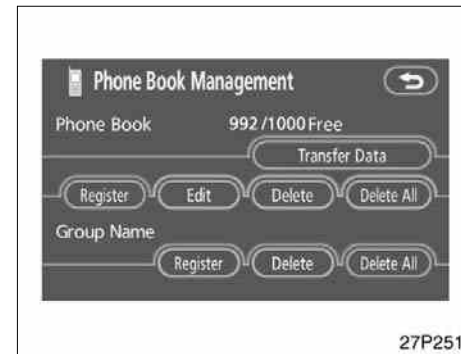 Phone Book Management
Phone Book 992/1000 Free
Transfer Data
Register Edit Delete Delete All
Group Name
Register Delete Delete All
27P251